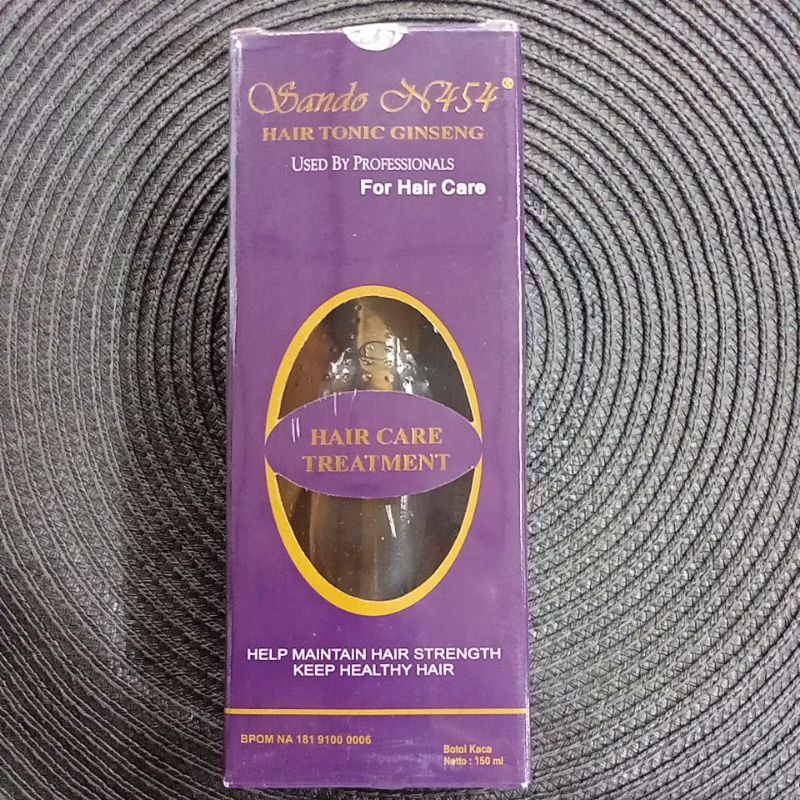 Sando N454®
HAIR TONIC GINSENG
USED BY PROFESSIONALS
For Hair Care
HAIR CARE
TREATMENT
HELP MAINTAIN HAIR STRENGTH
KEEP HEALTHY HAIR
BPOM NA 181 9100 0006
Botol Kaca
Netto : 150 ml